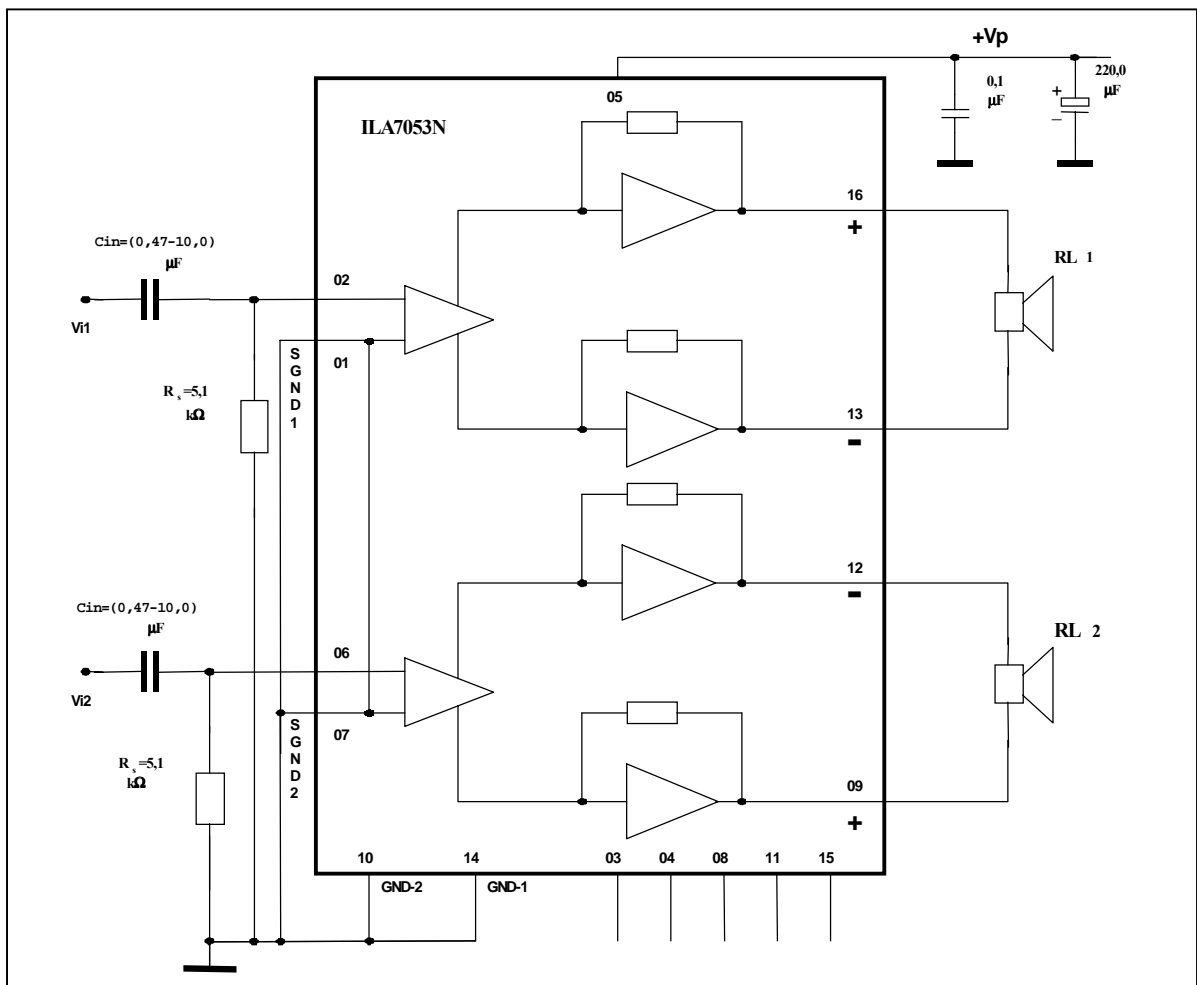 +Vp
0,1
μF
220,0
μF
+
–
05
ILA7053N
16
+
Cin=(0,47-10,0)
μF
02
Vi1
01
SGND1
RL 1
R s =5,1
kΩ
13
-
12
-
Cin=(0,47-10,0)
μF
06
Vi2
07
SGND2
RL 2
R s =5,1
kΩ
09
+
10
GND-2
14
GND-1
03
04
08
11
15